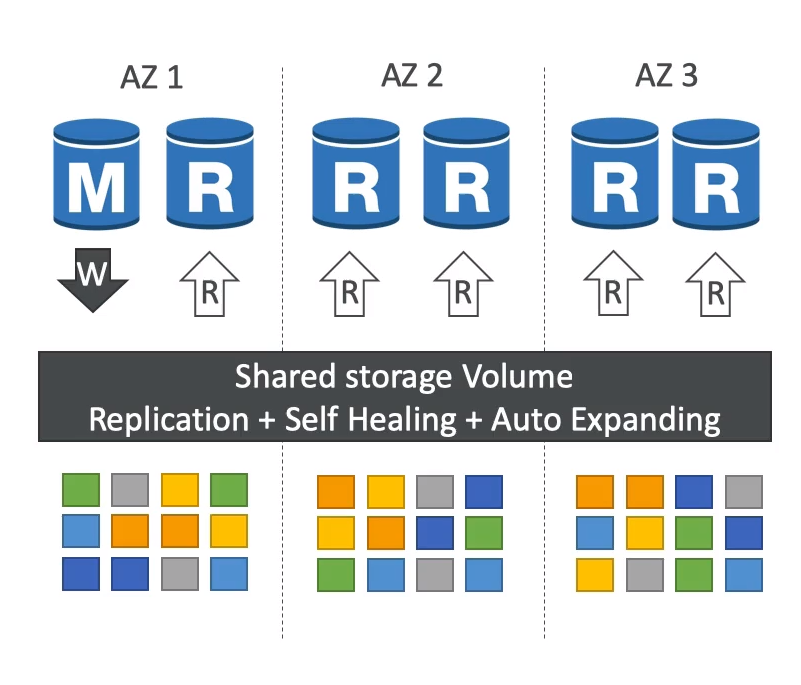 AZ 1
AZ 2
AZ 3
M
R
R
R
R
R
W
R
R
R
R
R
Shared storage Volume
Replication + Self Healing + Auto Expanding